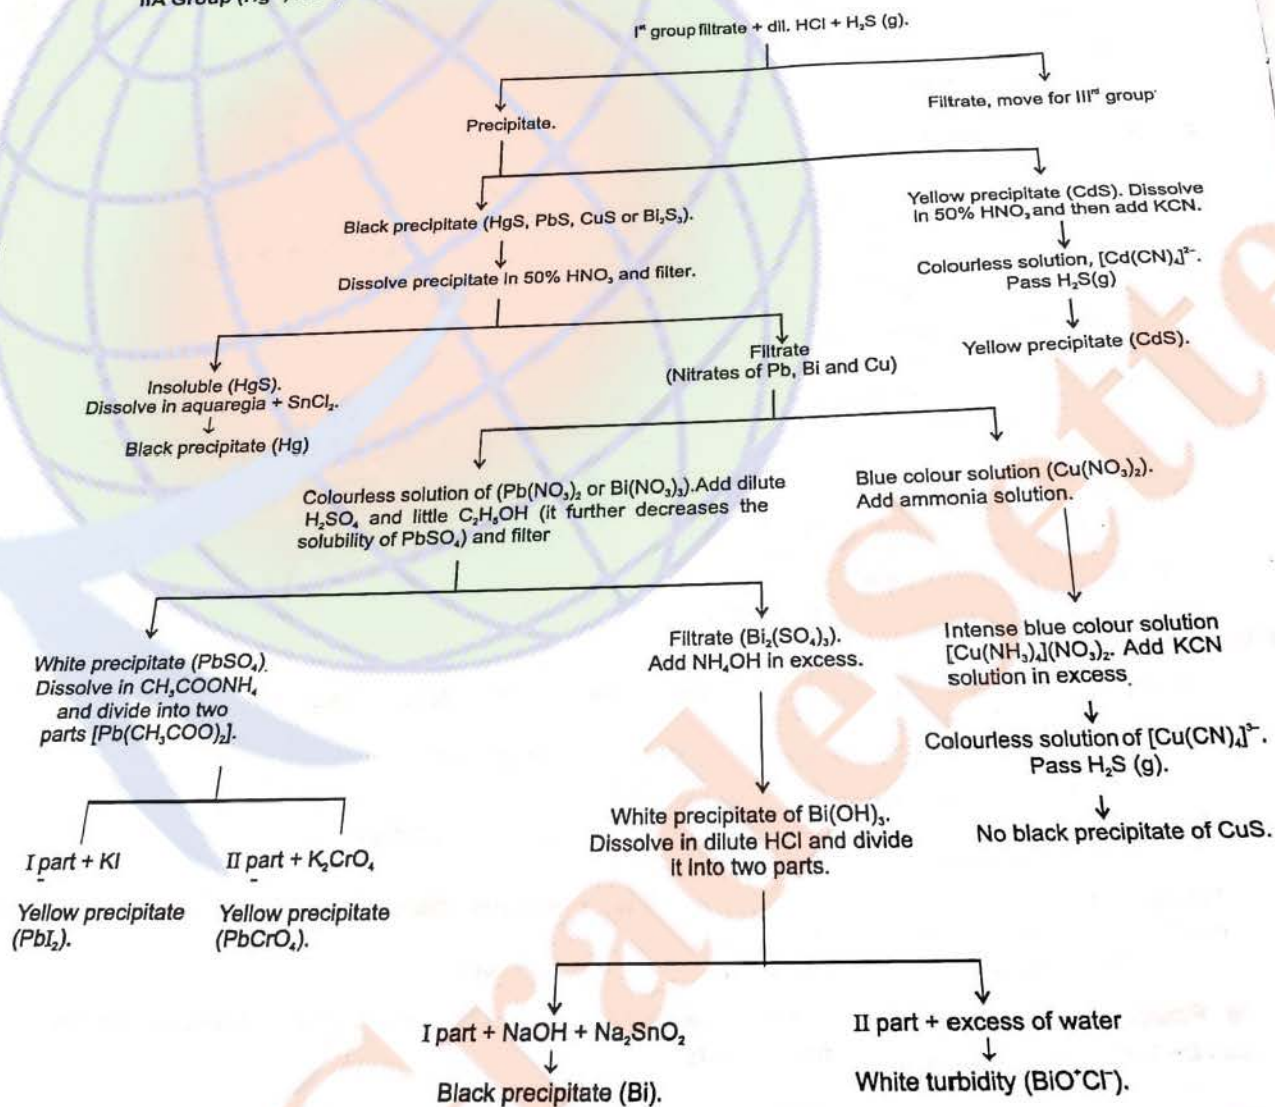 IIA Group (Hg
Iˢᵗ group filtrate + dil. HCl + H₂S (g).
Precipitate.
Filtrate, move for IIIʳᵈ group
Black precipitate (HgS, PbS, CuS or Bi₂S₃).
Yellow precipitate (CdS). Dissolve
in 50% HNO₃ and then add KCN.
Dissolve precipitate in 50% HNO₃ and filter.
Colourless solution, [Cd(CN)₄]²⁻.
Pass H₂S(g)
Yellow precipitate (CdS).
Insoluble (HgS).
Dissolve in aquaregia + SnCl₂.
Black precipitate (Hg)
Filtrate
(Nitrates of Pb, Bi and Cu)
Colourless solution of (Pb(NO₃)₂ or Bi(NO₃)₃).Add dilute
H₂SO₄ and little C₂H₅OH (it further decreases the
solubility of PbSO₄) and filter
Blue colour solution (Cu(NO₃)₂).
Add ammonia solution.
White precipitate (PbSO₄).
Dissolve in CH₃COONH₄
and divide into two
parts [Pb(CH₃COO)₂].
Filtrate (Bi₂(SO₄)₃).
Add NH₄OH in excess.
Intense blue colour solution
[Cu(NH₃)₄](NO₃)₂. Add KCN
solution in excess.
Colourless solution of [Cu(CN)₄]³⁻.
Pass H₂S (g).
No black precipitate of CuS.
I part + KI
II part + K₂CrO₄
Yellow precipitate
(PbI₂).
Yellow precipitate
(PbCrO₄).
White precipitate of Bi(OH)₃.
Dissolve in dilute HCl and divide
it into two parts.
I part + NaOH + Na₂SnO₂
Black precipitate (Bi).
II part + excess of water
White turbidity (BiO⁺Cl⁻).
GradeSette